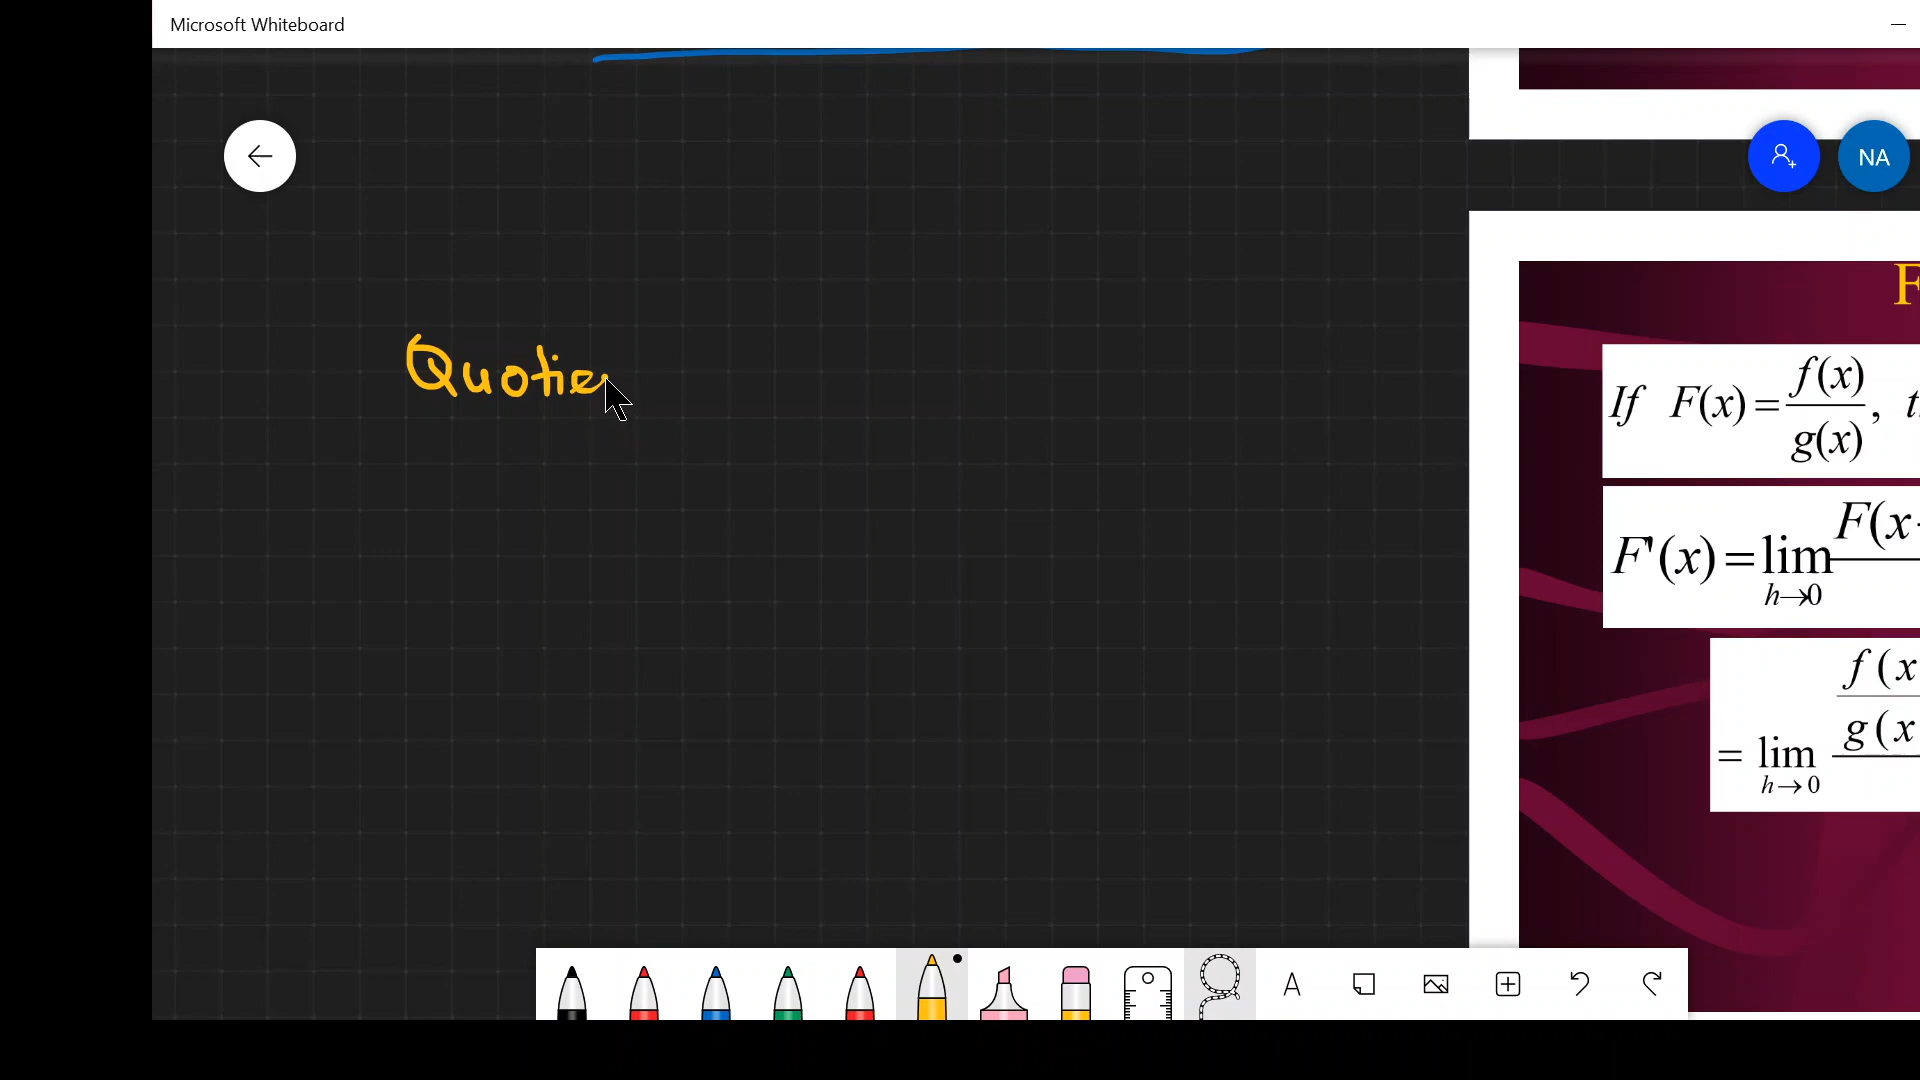 Microsoft Whiteboard
NA
Quotie
F
If F(x) = f(x) / g(x),
F'(x) = lim h→0 F(x
= lim h→0 f(x / g(x
A